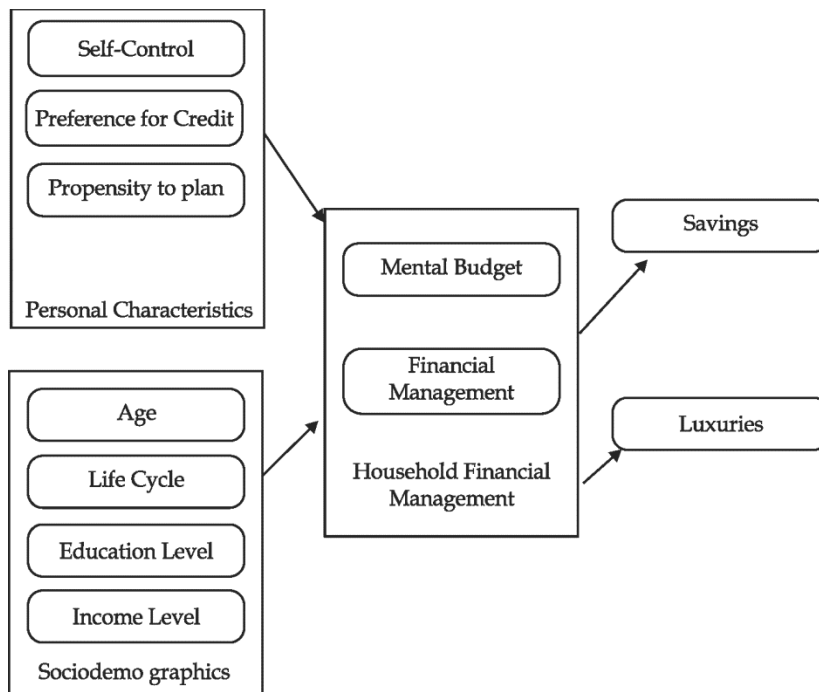 Self-Control
Preference for Credit
Propensity to plan
Personal Characteristics
Age
Life Cycle
Education Level
Income Level
Sociodemo graphics
Mental Budget
Financial
Management
Household Financial
Management
Savings
Luxuries